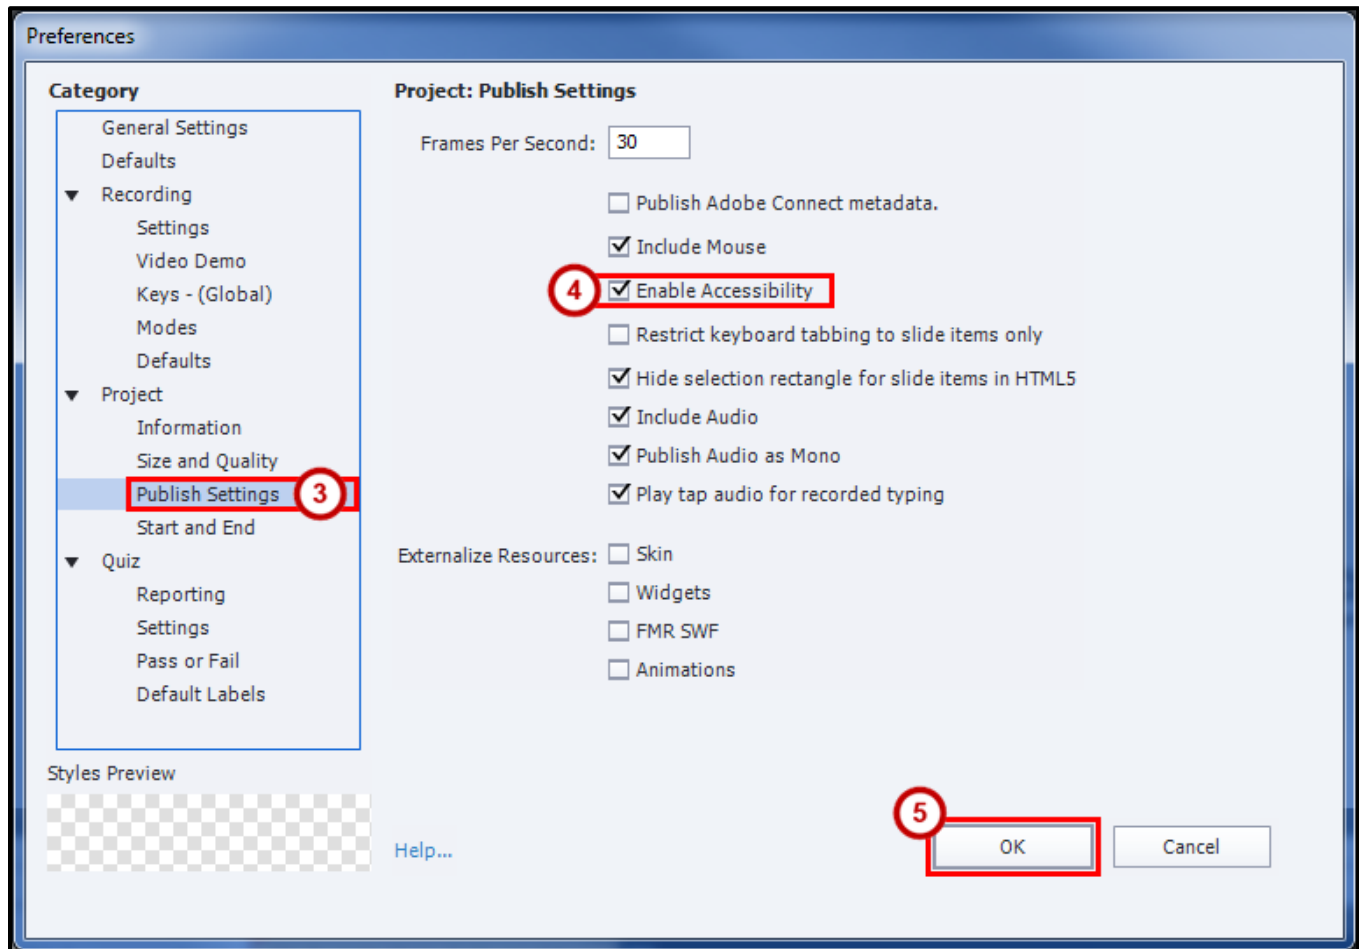 Preferences
Category
General Settings
Defaults
Recording
Settings
Video Demo
Keys - (Global)
Modes
Defaults
Project
Information
Size and Quality
Publish Settings
3
Start and End
Quiz
Reporting
Settings
Pass or Fail
Default Labels
Styles Preview
Project: Publish Settings
Frames Per Second: 30
Publish Adobe Connect metadata.
Include Mouse
4
Enable Accessibility
Restrict keyboard tabbing to slide items only
Hide selection rectangle for slide items in HTML5
Include Audio
Publish Audio as Mono
Play tap audio for recorded typing
Externalize Resources: Skin
Widgets
FMR SWF
Animations
Help...
5
OK
Cancel